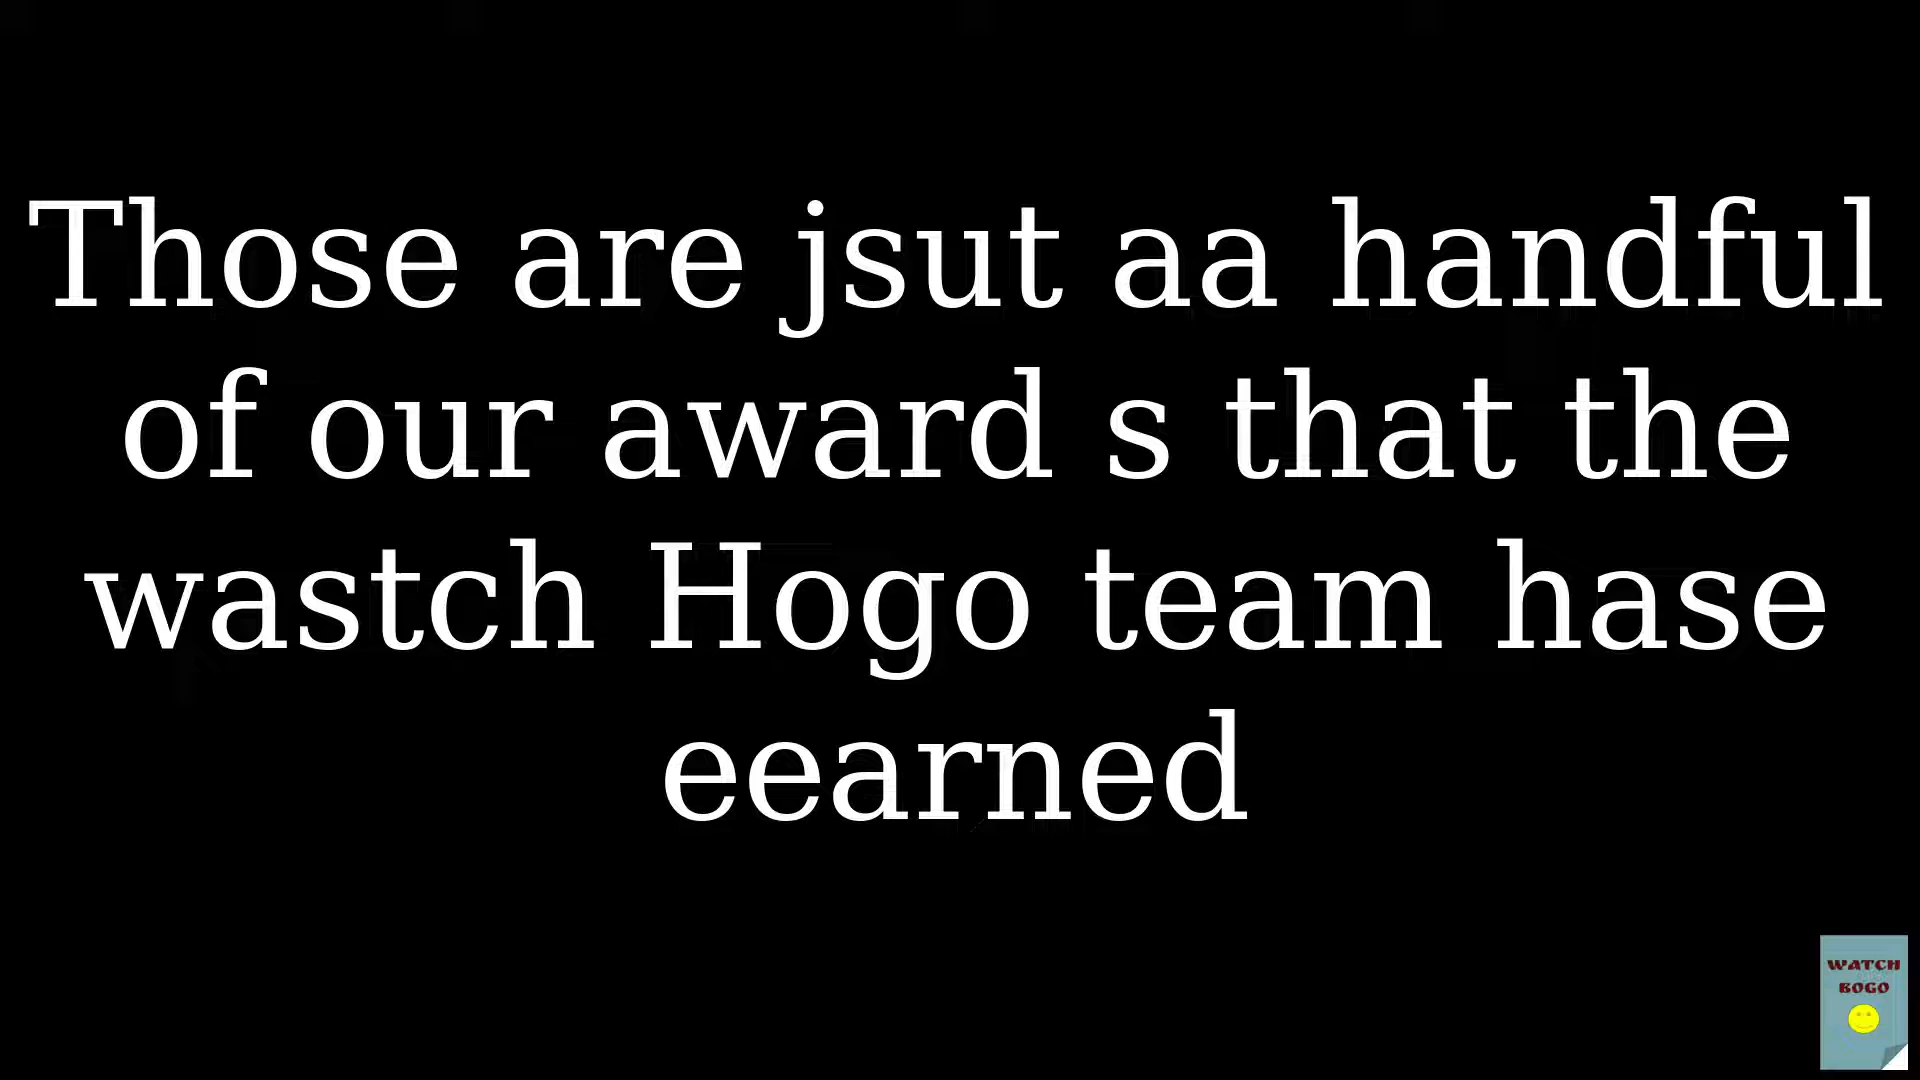 Those are jsut aa handful
of our award s that the
wastch Hogo team hase
eearned
WATCH
BOGO